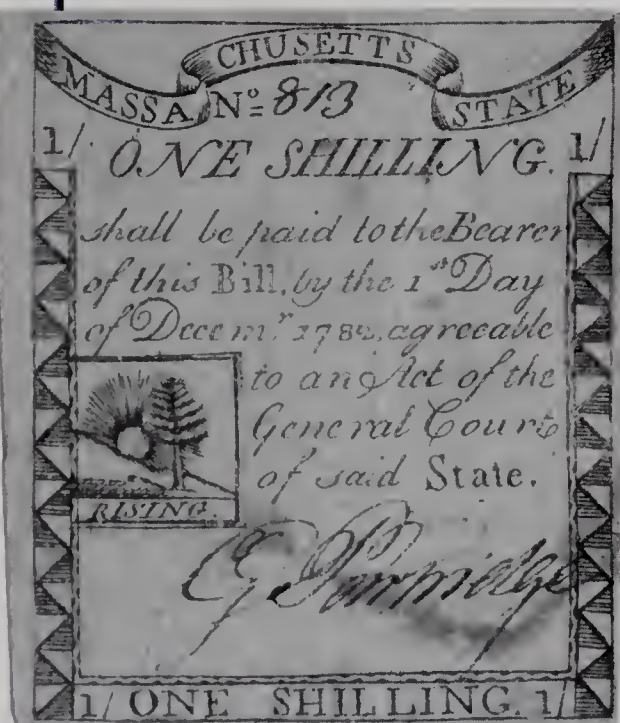 MASSA CHUSETTS STATE
No 813
1/ ONE SHILLING. 1/
shall be paid to the Bearer
of this Bill, by the 1st Day
of Decemr 1782, agreeable
to an Act of the
General Court
of said State.
RISING.
1/ ONE SHILLING. 1/